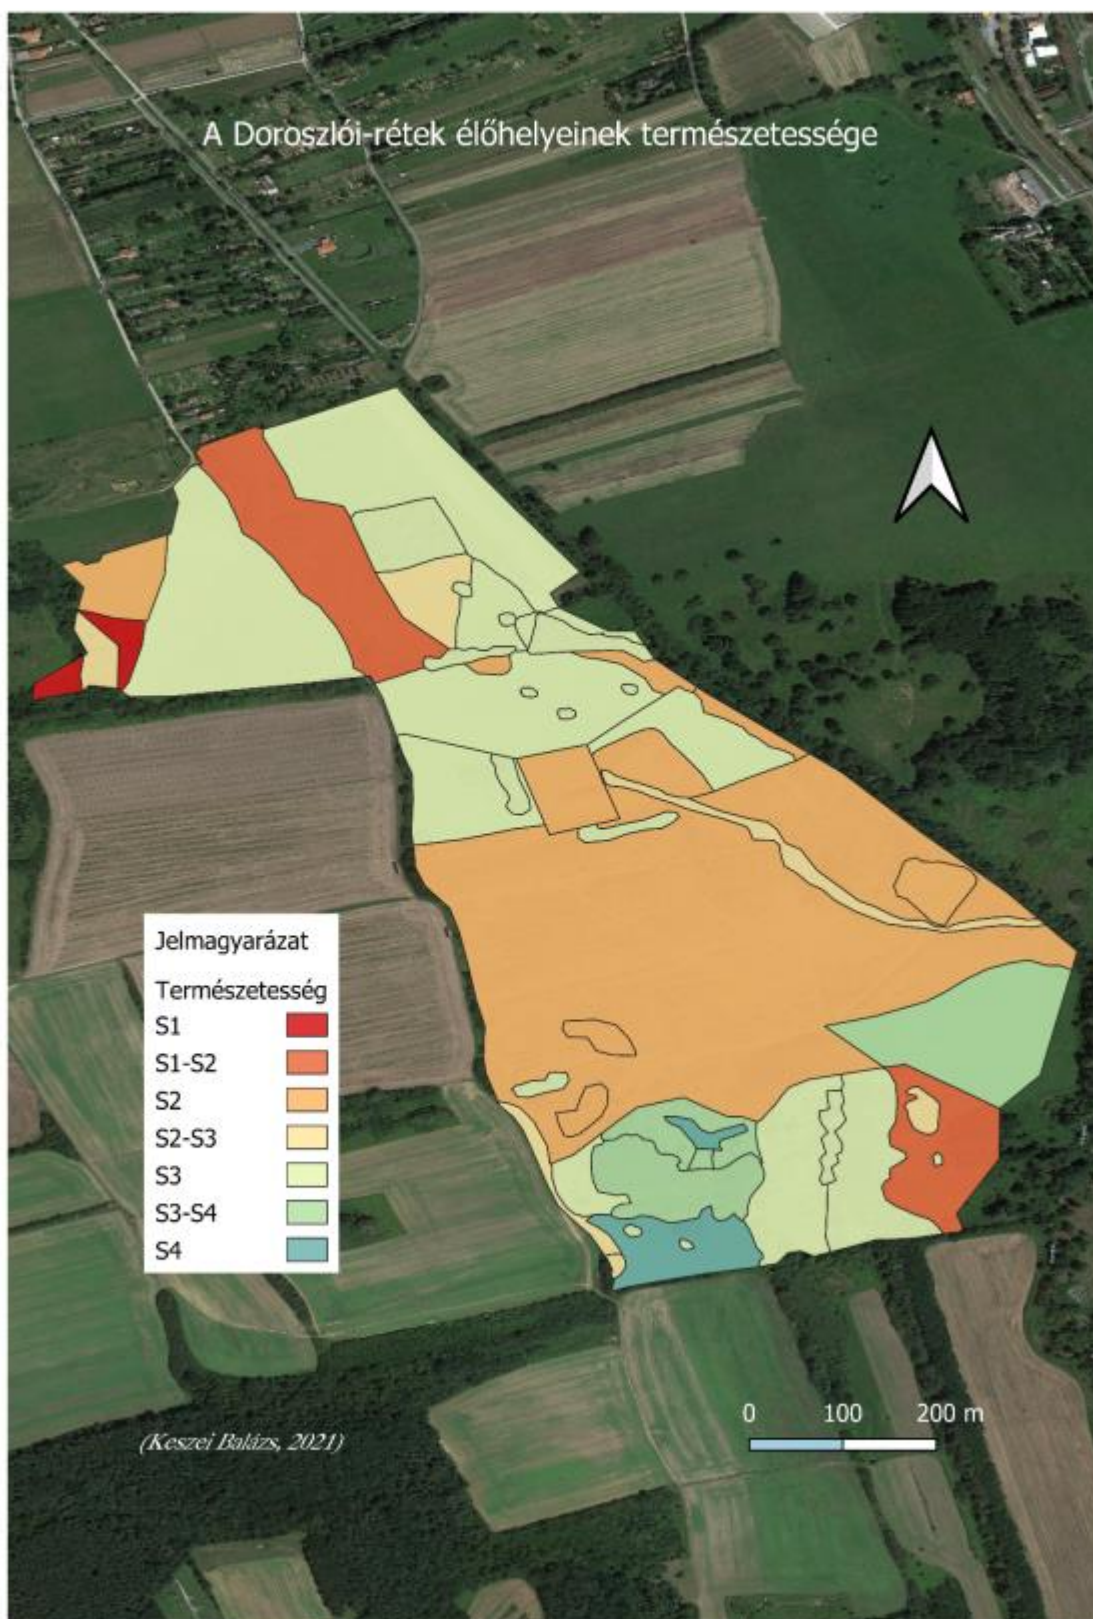 A Doroszlói-rétek élőhelyeinek természetessége
Jelmagyarázat
Természetesség
S1
S1-S2
S2
S2-S3
S3
S3-S4
S4
0 100 200 m
(Keszei Balázs, 2021)